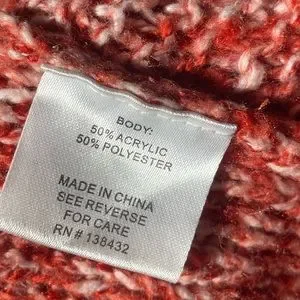 BODY:
50% ACRYLIC
50% POLYESTER
MADE IN CHINA
SEE REVERSE
FOR CARE
RN # 138432